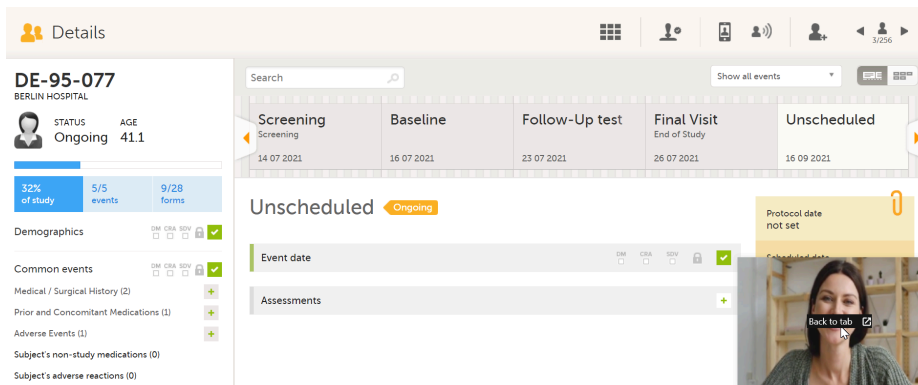 Details
3/256
DE-95-077
BERLIN HOSPITAL
STATUS AGE
Ongoing 41.1
32% 5/5 9/28
of study events forms
Demographics DM CRA SDV
Common events DM CRA SDV
Medical / Surgical History (2)
Prior and Concomitant Medications (1)
Adverse Events (1)
Subject's non-study medications (0)
Subject's adverse reactions (0)
Search
Show all events
Screening
Screening
14 07 2021
Baseline
16 07 2021
Follow-Up test
23 07 2021
Final Visit
End of Study
26 07 2021
Unscheduled
16 09 2021
Unscheduled Ongoing
Event date DM CRA SDV
Assessments
Protocol date
not set
Scheduled date
Back to tab